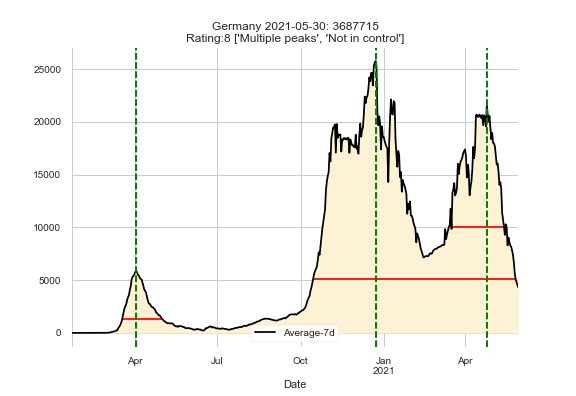 Germany 2021-05-30: 3687715
Rating:8 ['Multiple peaks', 'Not in control']
25000
20000
15000
10000
5000
0
Average-7d
Apr
Jul
Oct
Jan
2021
Apr
Date